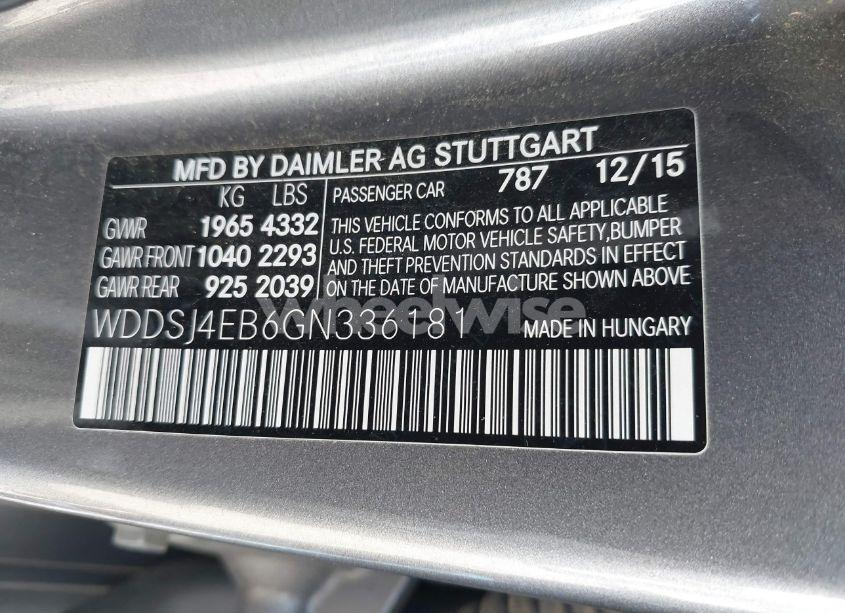 MFD BY DAIMLER AG STUTTGART
KG LBS
GVWR 1965 4332
GAWR FRONT 1040 2293
GAWR REAR 925 2039
PASSENGER CAR 787 12/15
THIS VEHICLE CONFORMS TO ALL APPLICABLE
U.S. FEDERAL MOTOR VEHICLE SAFETY,BUMPER
AND THEFT PREVENTION STANDARDS IN EFFECT
ON THE DATE OF MANUFACTURE SHOWN ABOVE
WDDSJ4EB6GN336181
MADE IN HUNGARY
Wheelwise